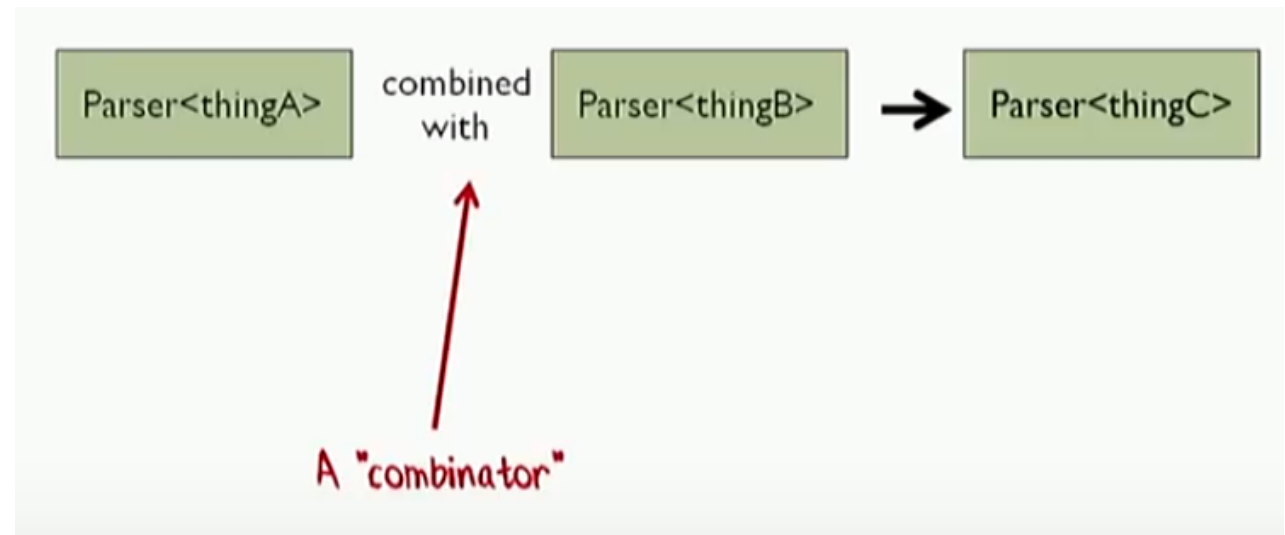 Parser<thingA>
combined
with
Parser<thingB>
Parser<thingC>
A "combinator"